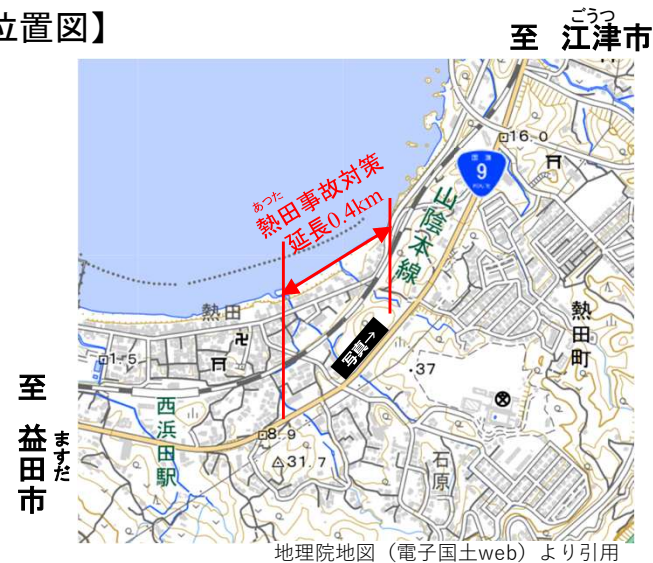 位置図】
ごうつ
至 江津市
16.0
国道
9
山陰本線
あつた
熱田事故対策
延長0.4km
熱田
熱田町
写真→
1.5
37
至 益田市
ますだ
西浜田駅
8.9
31.7
石原
地理院地図（電子国土web）より引用